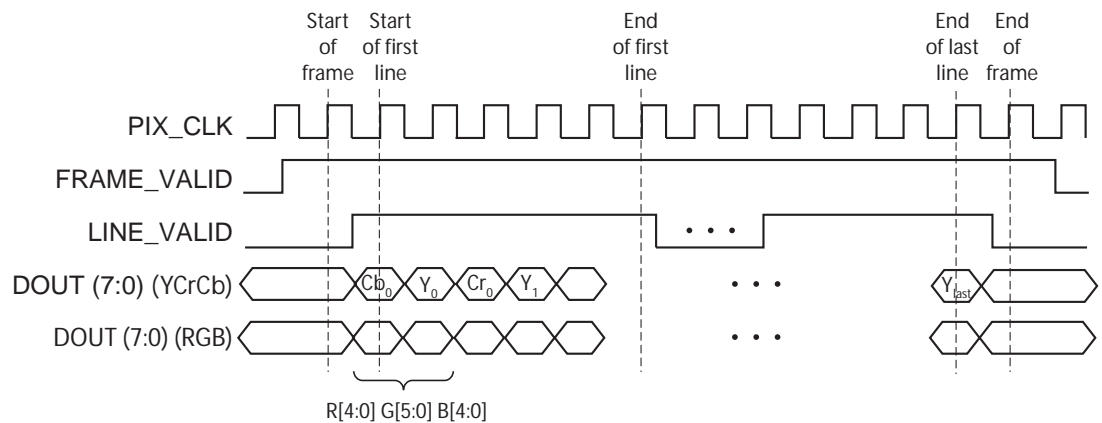 Start of frame
Start of first line
End of first line
End of last line
End of frame
PIX_CLK
FRAME_VALID
LINE_VALID
• • •
DOUT (7:0) (YCrCb)
Cb0
Y0
Cr0
Y1
• • •
Ylast
DOUT (7:0) (RGB)
• • •
R[4:0] G[5:0] B[4:0]